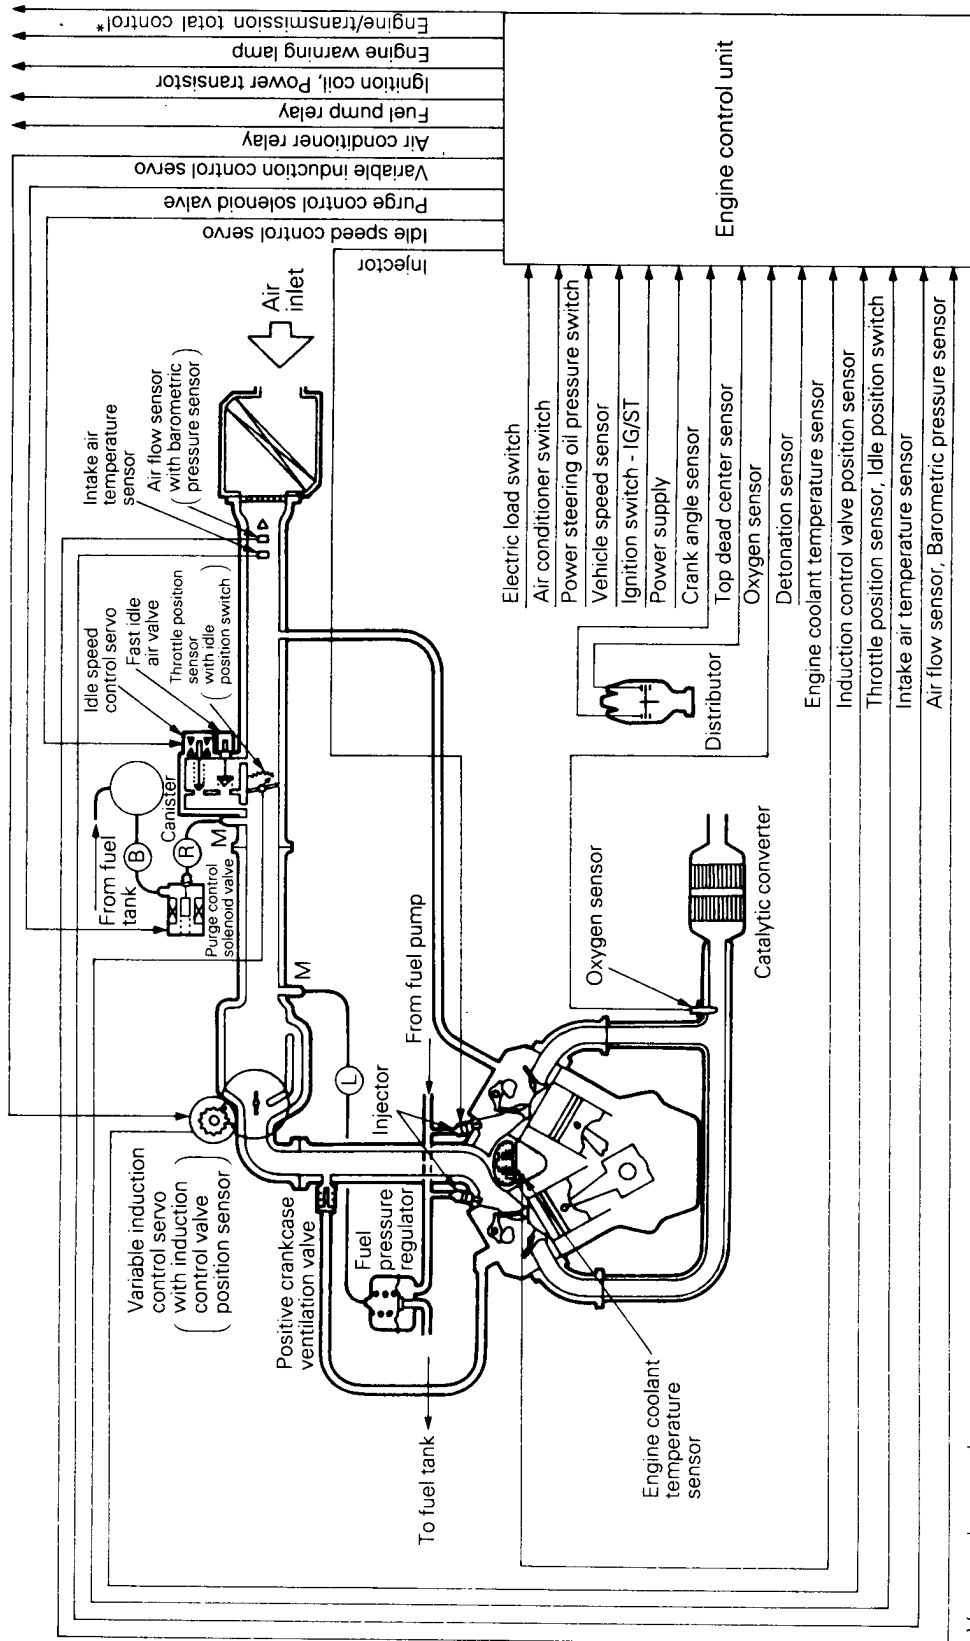 Engine/transmission total control*
Engine warning lamp
Ignition coil, Power transistor
Fuel pump relay
Air conditioner relay
Variable induction control servo
Purge control solenoid valve
Idle speed control servo
Injector
Engine control unit
Electric load switch
Air conditioner switch
Power steering oil pressure switch
Vehicle speed sensor
Ignition switch - IG/ST
Power supply
Crank angle sensor
Top dead center sensor
Oxygen sensor
Detonation sensor
Engine coolant temperature sensor
Induction control valve position sensor
Throttle position sensor, Idle position switch
Intake air temperature sensor
Air flow sensor, Barometric pressure sensor
Air
inlet
Air flow sensor
(with barometric
pressure sensor)
Intake air
temperature
sensor
Throttle position
sensor
(with idle
position switch)
Fast idle
air valve
Idle speed
control servo
Canister
From fuel
tank
B
R
M
Purge control
solenoid valve
M
L
Variable induction
control servo
(with induction
control valve
position sensor)
Positive crankcase
ventilation valve
Fuel
pressure
regulator
Injector
From fuel pump
To fuel tank
Engine coolant
temperature
sensor
Oxygen sensor
Catalytic converter
Distributor